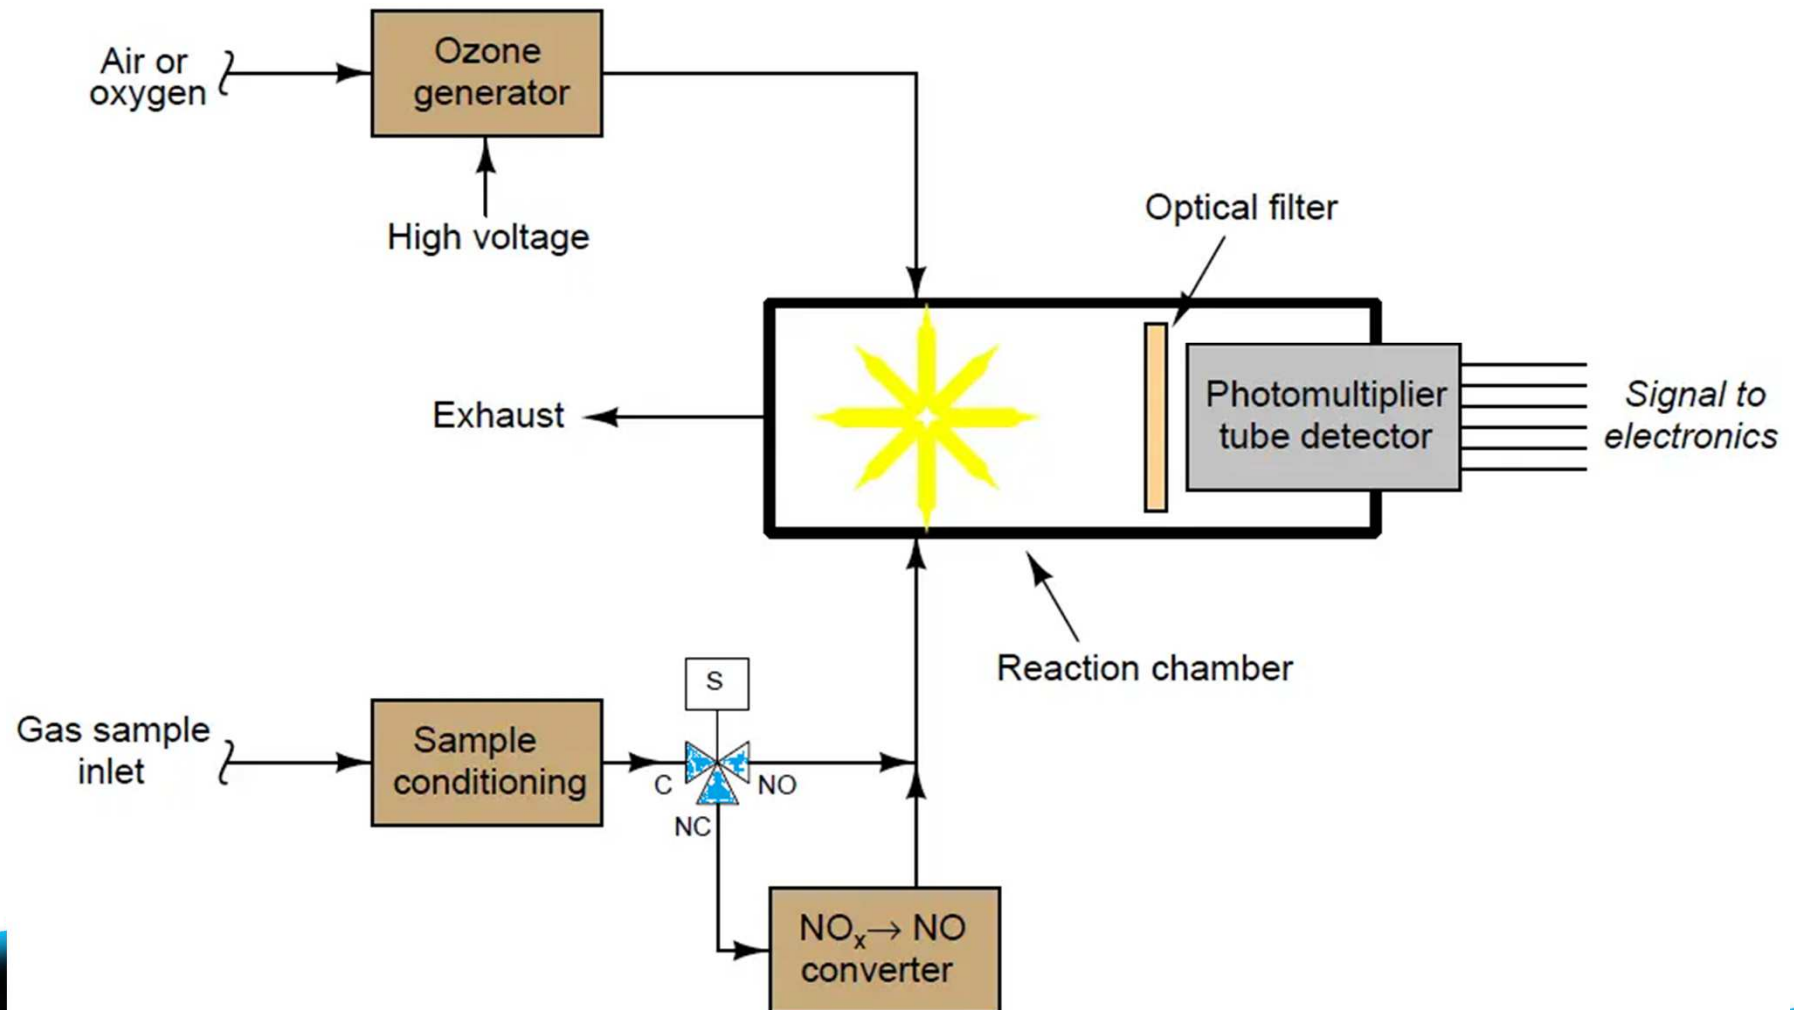 Air or
oxygen
Ozone
generator
High voltage
Optical filter
Exhaust
Photomultiplier
tube detector
Signal to
electronics
Reaction chamber
Gas sample
inlet
Sample
conditioning
S
C
NO
NC
NOₓ→ NO
converter